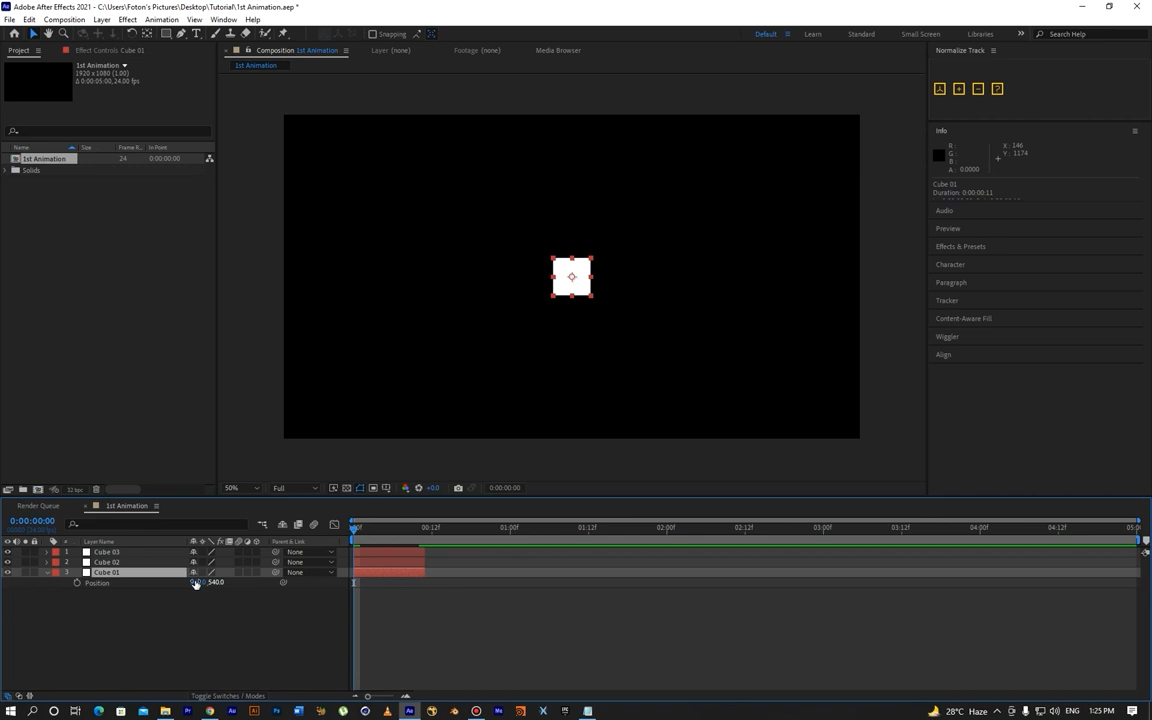 Adobe After Effects 2021 - C:\Users\Foton's Pictures\Desktop\Tutorial\1st Animation.aep *
File Edit Composition Layer Effect Animation View Window Help
Snapping
Default Learn Standard Small Screen Libraries Search Help
Project Effect Controls Cube 01
Composition 1st Animation Layer (none) Footage (none) Media Browser
Normalize Track
1st Animation
1st Animation
1920 x 1080 (1.00)
Δ 0:00:05:00, 24.00 fps
Name Size Frame R... In Point
1st Animation 24 0:00:00:00
Solids
Info
R: X: 146
G: Y: 1174
B:
A: 0.0000
Cube 01
Duration: 0:00:00:11
Audio
Preview
Effects & Presets
Character
Paragraph
Tracker
Content-Aware Fill
Wiggler
Align
32 bpc
50% Full +0.0 0:00:00:00
Render Queue 1st Animation
0:00:00:00
# Layer Name Parent & Link
00:12f 01:00f 01:12f 02:00f 02:12f 03:00f 03:12f 04:00f 04:12f
1 Cube 03 None
2 Cube 02 None
3 Cube 01 None
Position 540.0
Toggle Switches / Modes
28°C Haze ENG 1:25 PM